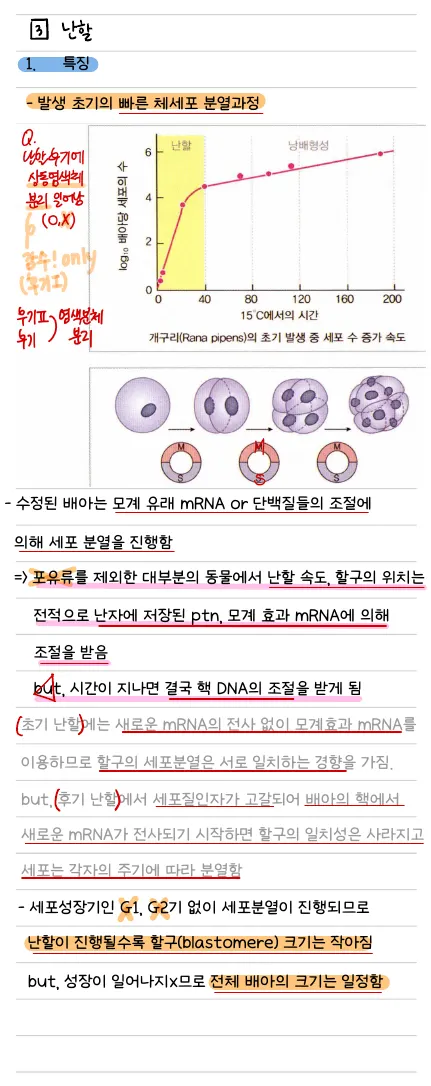 3 난할
1. 특징
- 발생 초기의 빠른 체세포 분열과정
Q.
난할 후기에
상동염색체
분리 일어남
(O,X)
감수! only
(후기I)
후기II
후기
염색분체
분리
난할
낭배형성
log10 배아당 세포의 수
6
4
2
0
0 40 80 120 160 200
15℃에서의 시간
개구리(Rana pipens)의 초기 발생 중 세포 수 증가 속도
M M M
S S S
- 수정된 배아는 모계 유래 mRNA or 단백질들의 조절에
의해 세포 분열을 진행함
=> 포유류를 제외한 대부분의 동물에서 난할 속도, 할구의 위치는
전적으로 난자에 저장된 ptn, 모계 효과 mRNA에 의해
조절을 받음
but, 시간이 지나면 결국 핵 DNA의 조절을 받게 됨
(초기 난할)에는 새로운 mRNA의 전사 없이 모계효과 mRNA를
이용하므로 할구의 세포분열은 서로 일치하는 경향을 가짐.
but,(후기 난할)에서 세포질인자가 고갈되어 배아의 핵에서
새로운 mRNA가 전사되기 시작하면 할구의 일치성은 사라지고
세포는 각자의 주기에 따라 분열함
- 세포성장기인 G1, G2기 없이 세포분열이 진행되므로
난할이 진행될수록 할구(blastomere) 크기는 작아짐
but, 성장이 일어나지x므로 전체 배아의 크기는 일정함